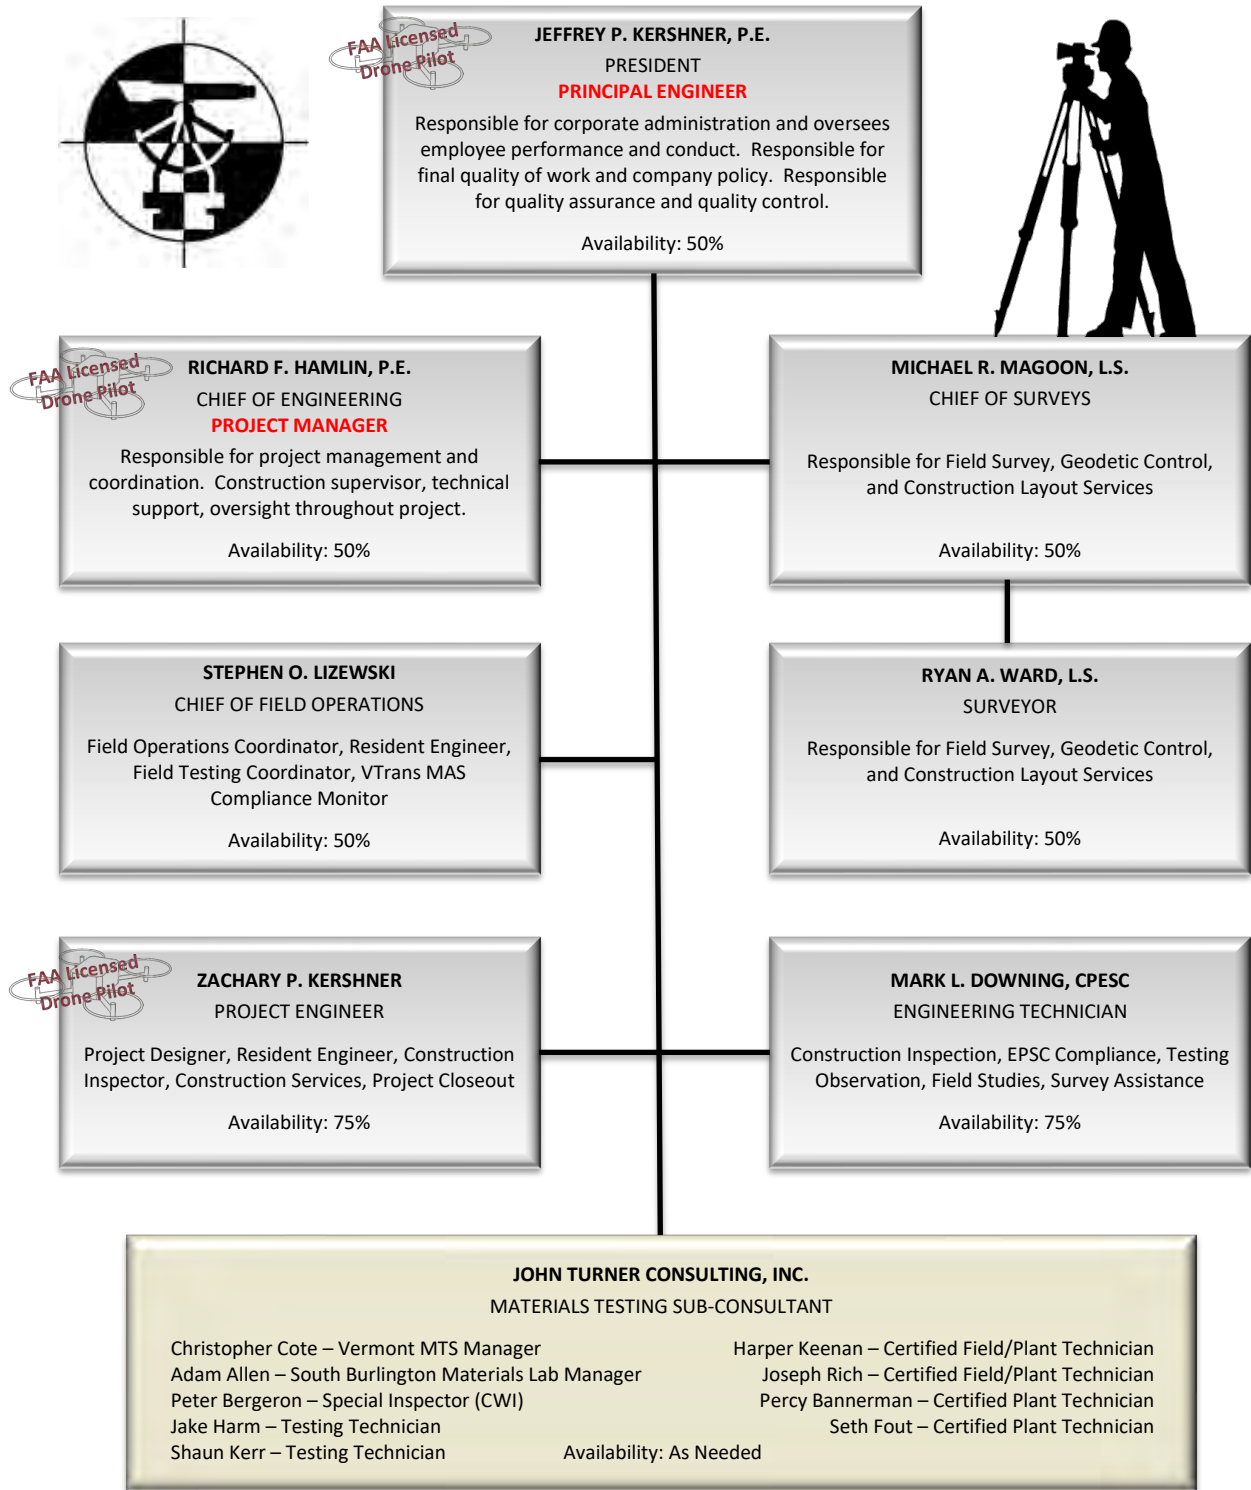 FAA Licensed
Drone Pilot
JEFFREY P. KERSHNER, P.E.
PRESIDENT
PRINCIPAL ENGINEER
Responsible for corporate administration and oversees
employee performance and conduct. Responsible for
final quality of work and company policy. Responsible
for quality assurance and quality control.
Availability: 50%
FAA Licensed
Drone Pilot
RICHARD F. HAMLIN, P.E.
CHIEF OF ENGINEERING
PROJECT MANAGER
Responsible for project management and
coordination. Construction supervisor, technical
support, oversight throughout project.
Availability: 50%
MICHAEL R. MAGOON, L.S.
CHIEF OF SURVEYS
Responsible for Field Survey, Geodetic Control,
and Construction Layout Services
Availability: 50%
STEPHEN O. LIZEWSKI
CHIEF OF FIELD OPERATIONS
Field Operations Coordinator, Resident Engineer,
Field Testing Coordinator, VTrans MAS
Compliance Monitor
Availability: 50%
RYAN A. WARD, L.S.
SURVEYOR
Responsible for Field Survey, Geodetic Control,
and Construction Layout Services
Availability: 50%
FAA Licensed
Drone Pilot
ZACHARY P. KERSHNER
PROJECT ENGINEER
Project Designer, Resident Engineer, Construction
Inspector, Construction Services, Project Closeout
Availability: 75%
MARK L. DOWNING, CPESC
ENGINEERING TECHNICIAN
Construction Inspection, EPSC Compliance, Testing
Observation, Field Studies, Survey Assistance
Availability: 75%
JOHN TURNER CONSULTING, INC.
MATERIALS TESTING SUB-CONSULTANT
Christopher Cote – Vermont MTS Manager
Adam Allen – South Burlington Materials Lab Manager
Peter Bergeron – Special Inspector (CWI)
Jake Harm – Testing Technician
Shaun Kerr – Testing Technician
Harper Keenan – Certified Field/Plant Technician
Joseph Rich – Certified Field/Plant Technician
Percy Bannerman – Certified Plant Technician
Seth Fout – Certified Plant Technician
Availability: As Needed